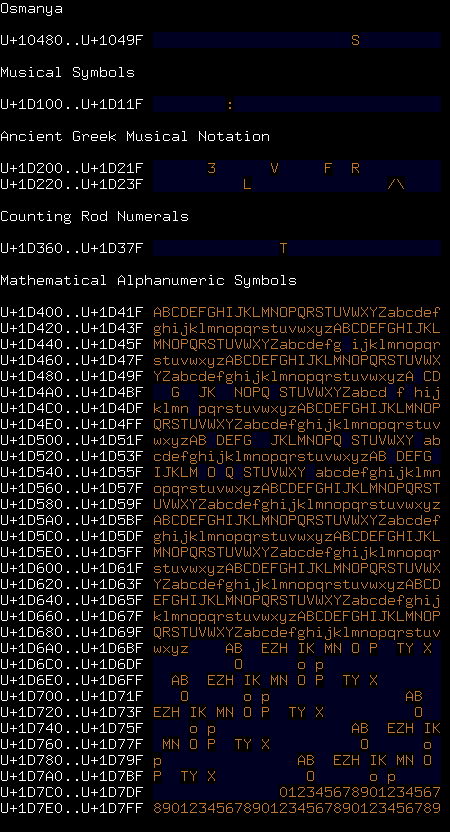 Osmanya
U+10480..U+1049F                       S
Musical Symbols
U+1D100..U+1D11F         :
Ancient Greek Musical Notation
U+1D200..U+1D21F       3      V     F  R
U+1D220..U+1D23F           L               /\
Counting Rod Numerals
U+1D360..U+1D37F               T
Mathematical Alphanumeric Symbols
U+1D400..U+1D41F ABCDEFGHIJKLMNOPQRSTUVWXYZabcdef
U+1D420..U+1D43F ghijklmnopqrstuvwxyzABCDEFGHIJKL
U+1D440..U+1D45F MNOPQRSTUVWXYZabcdefg ijklmnopqr
U+1D460..U+1D47F stuvwxyzABCDEFGHIJKLMNOPQRSTUVWX
U+1D480..U+1D49F YZabcdefghijklmnopqrstuvwxyzA CD
U+1D4A0..U+1D4BF   G  JK  NOPQ STUVWXYZabcd f hij
U+1D4C0..U+1D4DF klmn pqrstuvwxyzABCDEFGHIJKLMNOP
U+1D4E0..U+1D4FF QRSTUVWXYZabcdefghijklmnopqrstuv
U+1D500..U+1D51F wxyzAB DEFG  JKLMNOPQ STUVWXY ab
U+1D520..U+1D53F cdefghijklmnopqrstuvwxyzAB DEFG
U+1D540..U+1D55F IJKLM O Q STUVWXY abcdefghijklmn
U+1D560..U+1D57F opqrstuvwxyzABCDEFGHIJKLMNOPQRST
U+1D580..U+1D59F UVWXYZabcdefghijklmnopqrstuvwxyz
U+1D5A0..U+1D5BF ABCDEFGHIJKLMNOPQRSTUVWXYZabcdef
U+1D5C0..U+1D5DF ghijklmnopqrstuvwxyzABCDEFGHIJKL
U+1D5E0..U+1D5FF MNOPQRSTUVWXYZabcdefghijklmnopqr
U+1D600..U+1D61F stuvwxyzABCDEFGHIJKLMNOPQRSTUVWX
U+1D620..U+1D63F YZabcdefghijklmnopqrstuvwxyzABCD
U+1D640..U+1D65F EFGHIJKLMNOPQRSTUVWXYZabcdefghij
U+1D660..U+1D67F klmnopqrstuvwxyzABCDEFGHIJKLMNOP
U+1D680..U+1D69F QRSTUVWXYZabcdefghijklmnopqrstuv
U+1D6A0..U+1D6BF wxyz    AB  EZH IK MN O P  TY X
U+1D6C0..U+1D6DF          O      o p
U+1D6E0..U+1D6FF   AB  EZH IK MN O P  TY X
U+1D700..U+1D71F    O      o p               AB
U+1D720..U+1D73F EZH IK MN O P  TY X          O
U+1D740..U+1D75F     o p               AB  EZH IK
U+1D760..U+1D77F  MN O P  TY X          O      o
U+1D780..U+1D79F p               AB  EZH IK MN O
U+1D7A0..U+1D7BF P  TY X          O      o p
U+1D7C0..U+1D7DF               012345678901234567
U+1D7E0..U+1D7FF 89012345678901234567890123456789